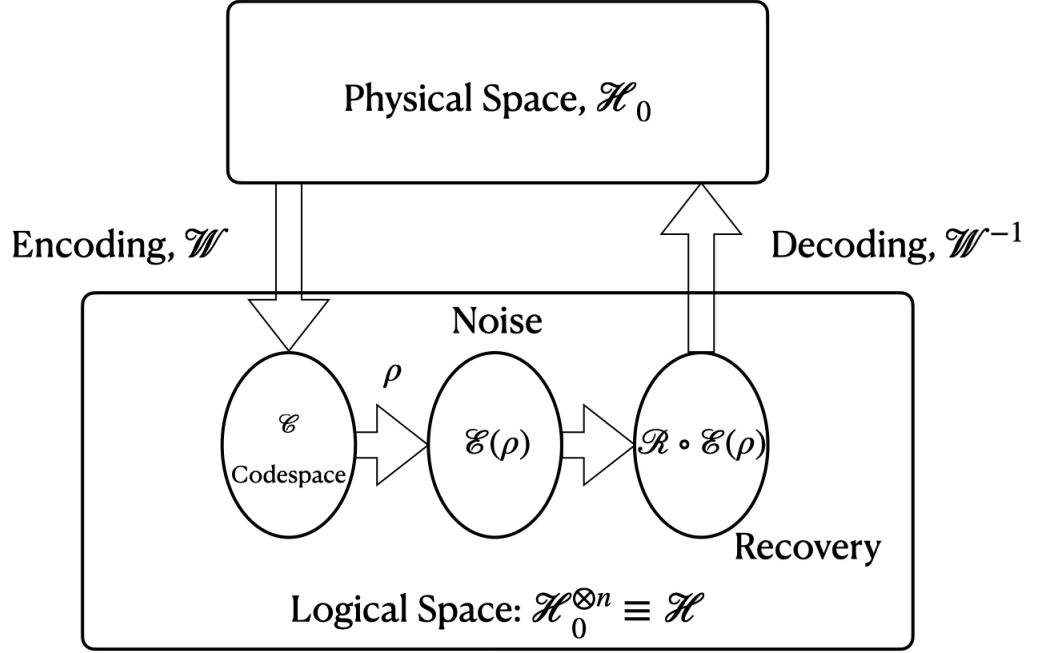 Physical Space, ℋ₀
Encoding, 𝒲
Decoding, 𝒲⁻¹
Noise
ρ
𝒞
Codespace
ℰ(ρ)
ℛ ∘ ℰ(ρ)
Recovery
Logical Space: ℋ₀^⊗n ≡ ℋ